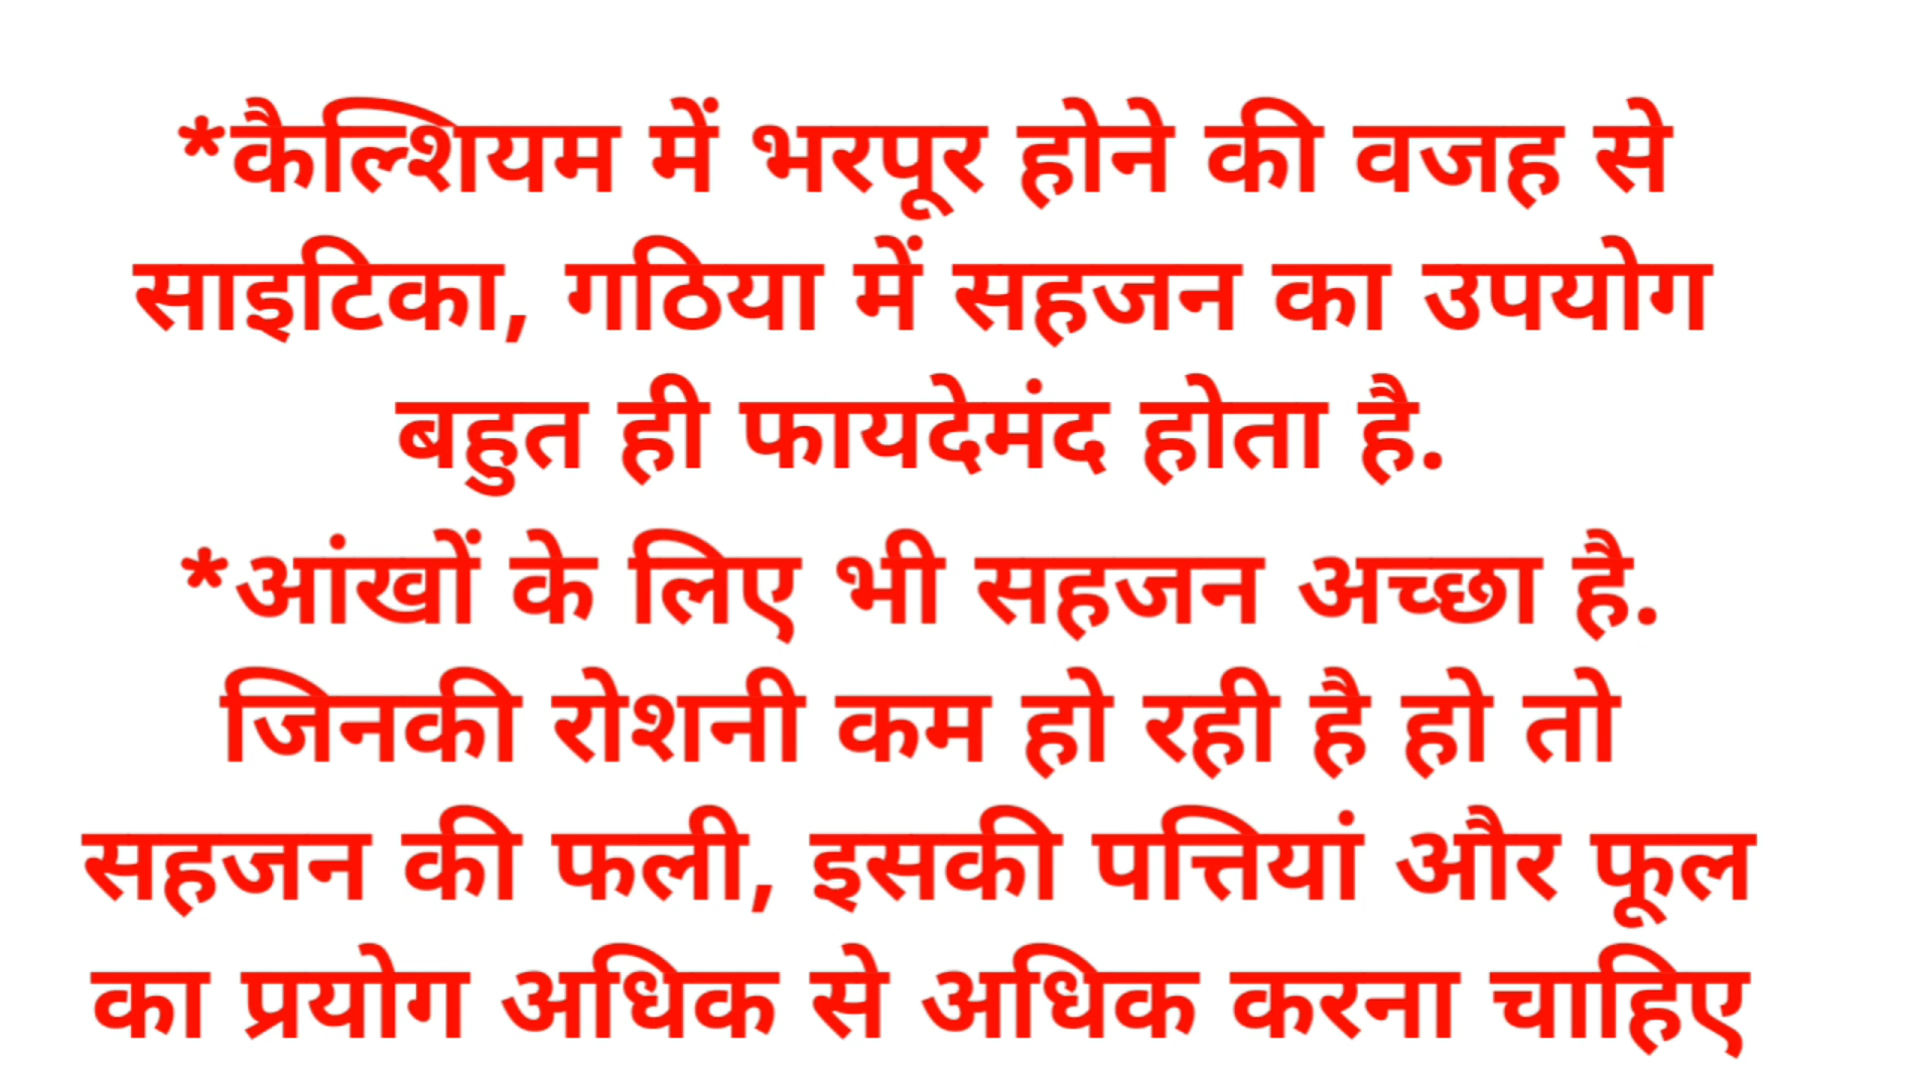 *कैल्शियम में भरपूर होने की वजह से
साइटिका, गठिया में सहजन का उपयोग
बहुत ही फायदेमंद होता है.
*आंखों के लिए भी सहजन अच्छा है.
जिनकी रोशनी कम हो रही है हो तो
सहजन की फली, इसकी पत्तियां और फूल
का प्रयोग अधिक से अधिक करना चाहिए